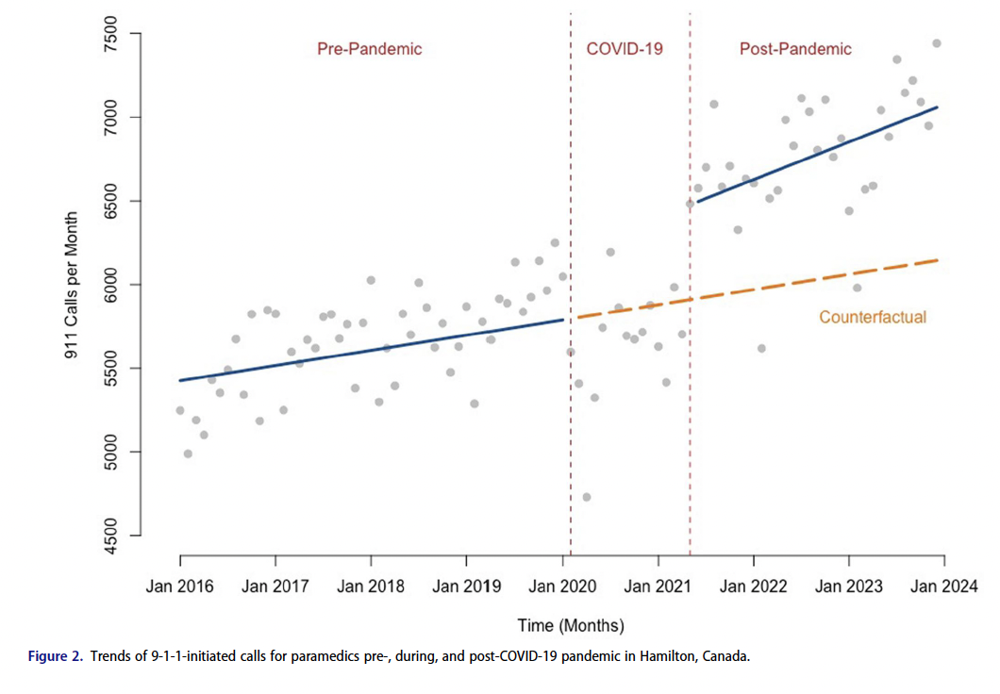 7500
Pre-Pandemic COVID-19 Post-Pandemic
7000
6500
6000
Counterfactual
5500
5000
4500
911 Calls per Month
Jan 2016 Jan 2017 Jan 2018 Jan 2019 Jan 2020 Jan 2021 Jan 2022 Jan 2023 Jan 2024
Time (Months)
Figure 2. Trends of 9-1-1-initiated calls for paramedics pre-, during, and post-COVID-19 pandemic in Hamilton, Canada.